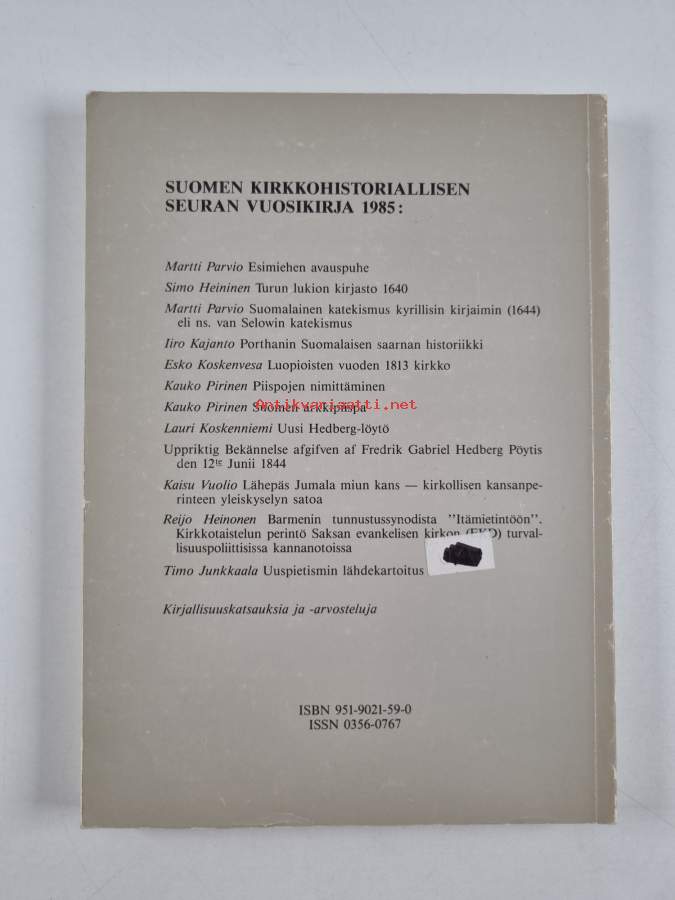 SUOMEN KIRKKOHISTORIALLISEN
SEURAN VUOSIKIRJA 1985:
Martti Parvio Esimiehen avauspuhe
Simo Heininen Turun lukion kirjasto 1640
Martti Parvio Suomalainen katekismus kyrillisin kirjaimin (1644)
eli ns. van Selowin katekismus
Iiro Kajanto Porthanin Suomalaisen saarnan historiikki
Esko Koskenvesa Luopioisten vuoden 1813 kirkko
Kauko Pirinen Piispojen nimittäminen
Antikvariaatti.net
Kauko Pirinen Suomen arkkipiispa
Lauri Koskenniemi Uusi Hedberg-löytö
Uppriktig Bekännelse afgifven af Fredrik Gabriel Hedberg Pöytis
den 12te Junii 1844
Kaisu Vuolio Lähepäs Jumala miun kans — kirkollisen kansanpe-
rinteen yleiskyselyn satoa
Reijo Heinonen Barmenin tunnustussynodista ''Itämietintöön''.
Kirkkotaistelun perintö Saksan evankelisen kirkon (EKD) turval-
lisuuspoliittisissa kannanotoissa
Timo Junkkaala Uuspietismin lähdekartoitus
Kirjallisuuskatsauksia ja -arvosteluja
ISBN 951-9021-59-0
ISSN 0356-0767